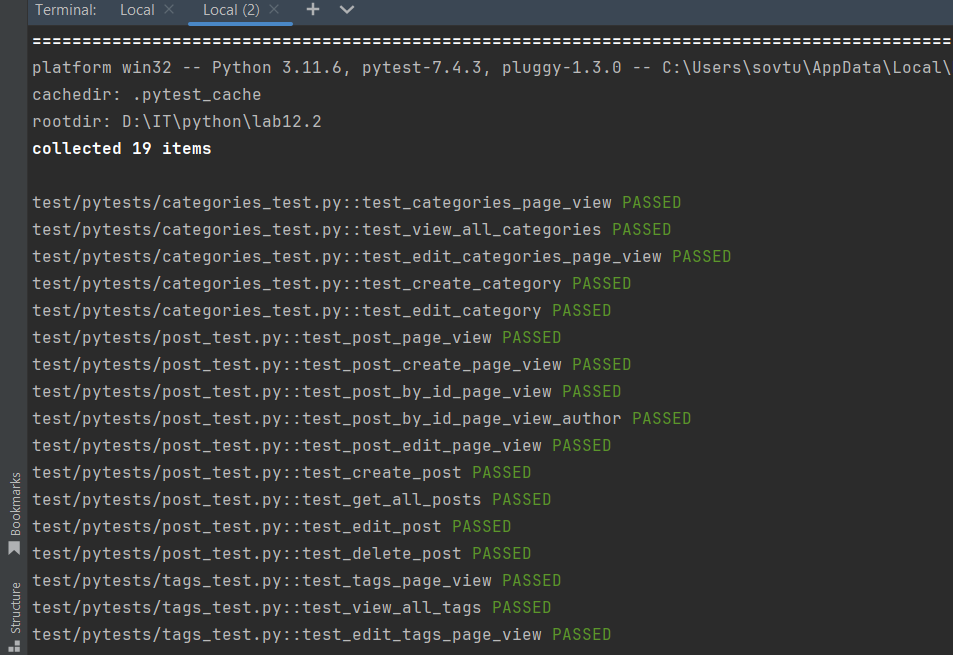 Terminal: Local Local (2)
================================================================================================
platform win32 -- Python 3.11.6, pytest-7.4.3, pluggy-1.3.0 -- C:\Users\sovtu\AppData\Local\
cachedir: .pytest_cache
rootdir: D:\IT\python\lab12.2
collected 19 items
test/pytests/categories_test.py::test_categories_page_view PASSED
test/pytests/categories_test.py::test_view_all_categories PASSED
test/pytests/categories_test.py::test_edit_categories_page_view PASSED
test/pytests/categories_test.py::test_create_category PASSED
test/pytests/categories_test.py::test_edit_category PASSED
test/pytests/post_test.py::test_post_page_view PASSED
test/pytests/post_test.py::test_post_create_page_view PASSED
test/pytests/post_test.py::test_post_by_id_page_view PASSED
test/pytests/post_test.py::test_post_by_id_page_view_author PASSED
test/pytests/post_test.py::test_post_edit_page_view PASSED
test/pytests/post_test.py::test_create_post PASSED
test/pytests/post_test.py::test_get_all_posts PASSED
test/pytests/post_test.py::test_edit_post PASSED
test/pytests/post_test.py::test_delete_post PASSED
test/pytests/tags_test.py::test_tags_page_view PASSED
test/pytests/tags_test.py::test_view_all_tags PASSED
test/pytests/tags_test.py::test_edit_tags_page_view PASSED
Bookmarks
Structure